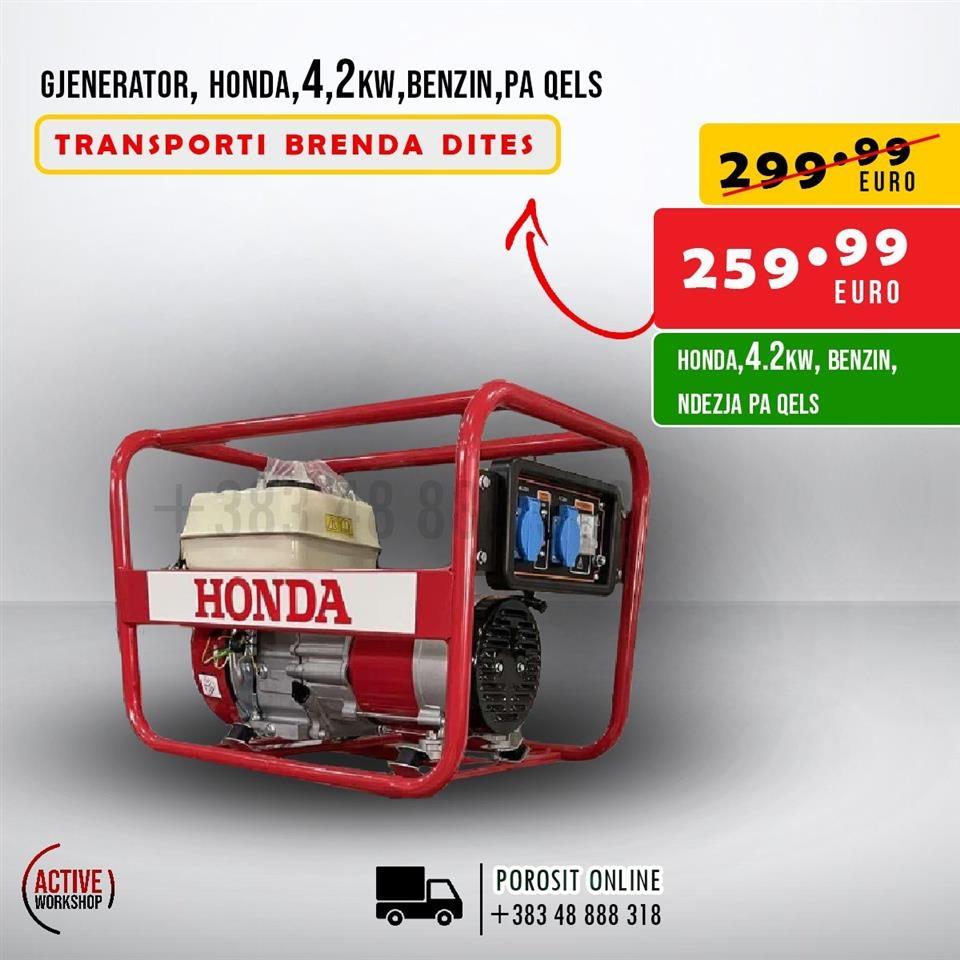 GJENERATOR, HONDA,4,2KW,BENZIN,PA QELS
TRANSPORTI BRENDA DITES
299.99
EURO
259.99
EURO
HONDA,4.2KW, BENZIN,
NDEZJA PA QELS
HONDA
ACTIVE
WORKSHOP
POROSIT ONLINE
+383 48 888 318